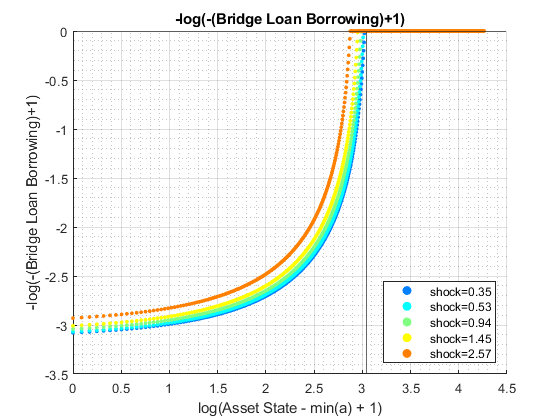 -log(-(Bridge Loan Borrowing)+1)
0
-0.5
-1
-1.5
-2
-2.5
-3
-3.5
-log(-(Bridge Loan Borrowing)+1)
shock=0.35
shock=0.53
shock=0.94
shock=1.45
shock=2.57
0 0.5 1 1.5 2 2.5 3 3.5 4 4.5
log(Asset State - min(a) + 1)